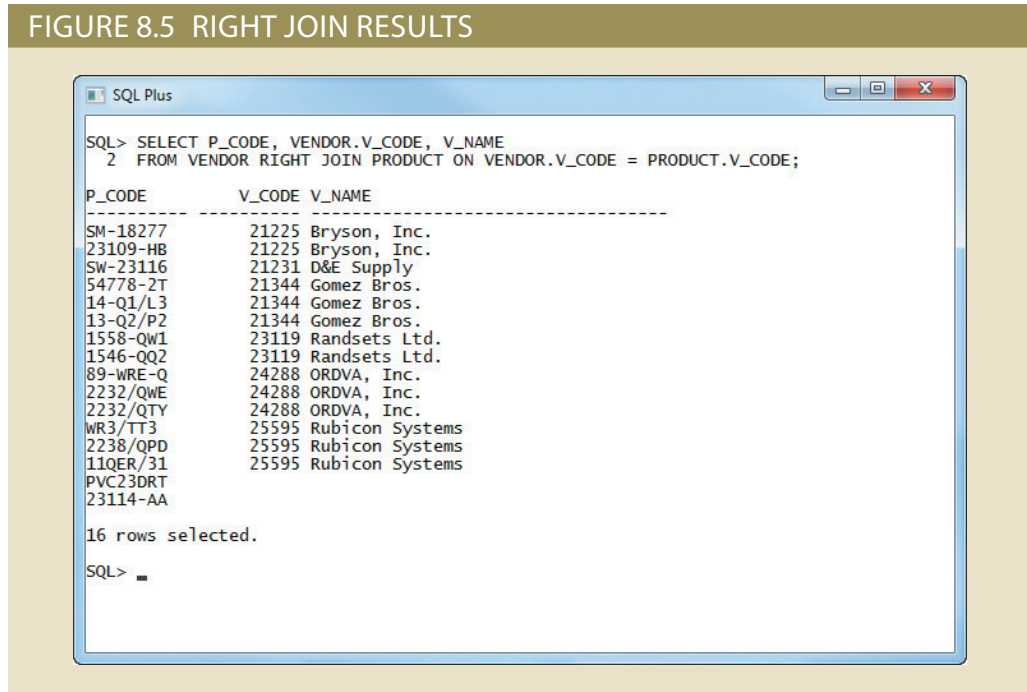 FIGURE 8.5 RIGHT JOIN RESULTS
SQL Plus
SQL> SELECT P_CODE, VENDOR.V_CODE, V_NAME
2 FROM VENDOR RIGHT JOIN PRODUCT ON VENDOR.V_CODE = PRODUCT.V_CODE;
P_CODE V_CODE V_NAME
---------- ---------- -----------------------------------
SM-18277 21225 Bryson, Inc.
23109-HB 21225 Bryson, Inc.
SW-23116 21231 D&E Supply
54778-2T 21344 Gomez Bros.
14-Q1/L3 21344 Gomez Bros.
13-Q2/P2 21344 Gomez Bros.
1558-QW1 23119 Randsets Ltd.
1546-QQ2 23119 Randsets Ltd.
89-WRE-Q 24288 ORDVA, Inc.
2232/QWE 24288 ORDVA, Inc.
2232/QTY 24288 ORDVA, Inc.
WR3/TT3 25595 Rubicon Systems
2238/QPD 25595 Rubicon Systems
11QER/31 25595 Rubicon Systems
PVC23DRT
23114-AA
16 rows selected.
SQL> _